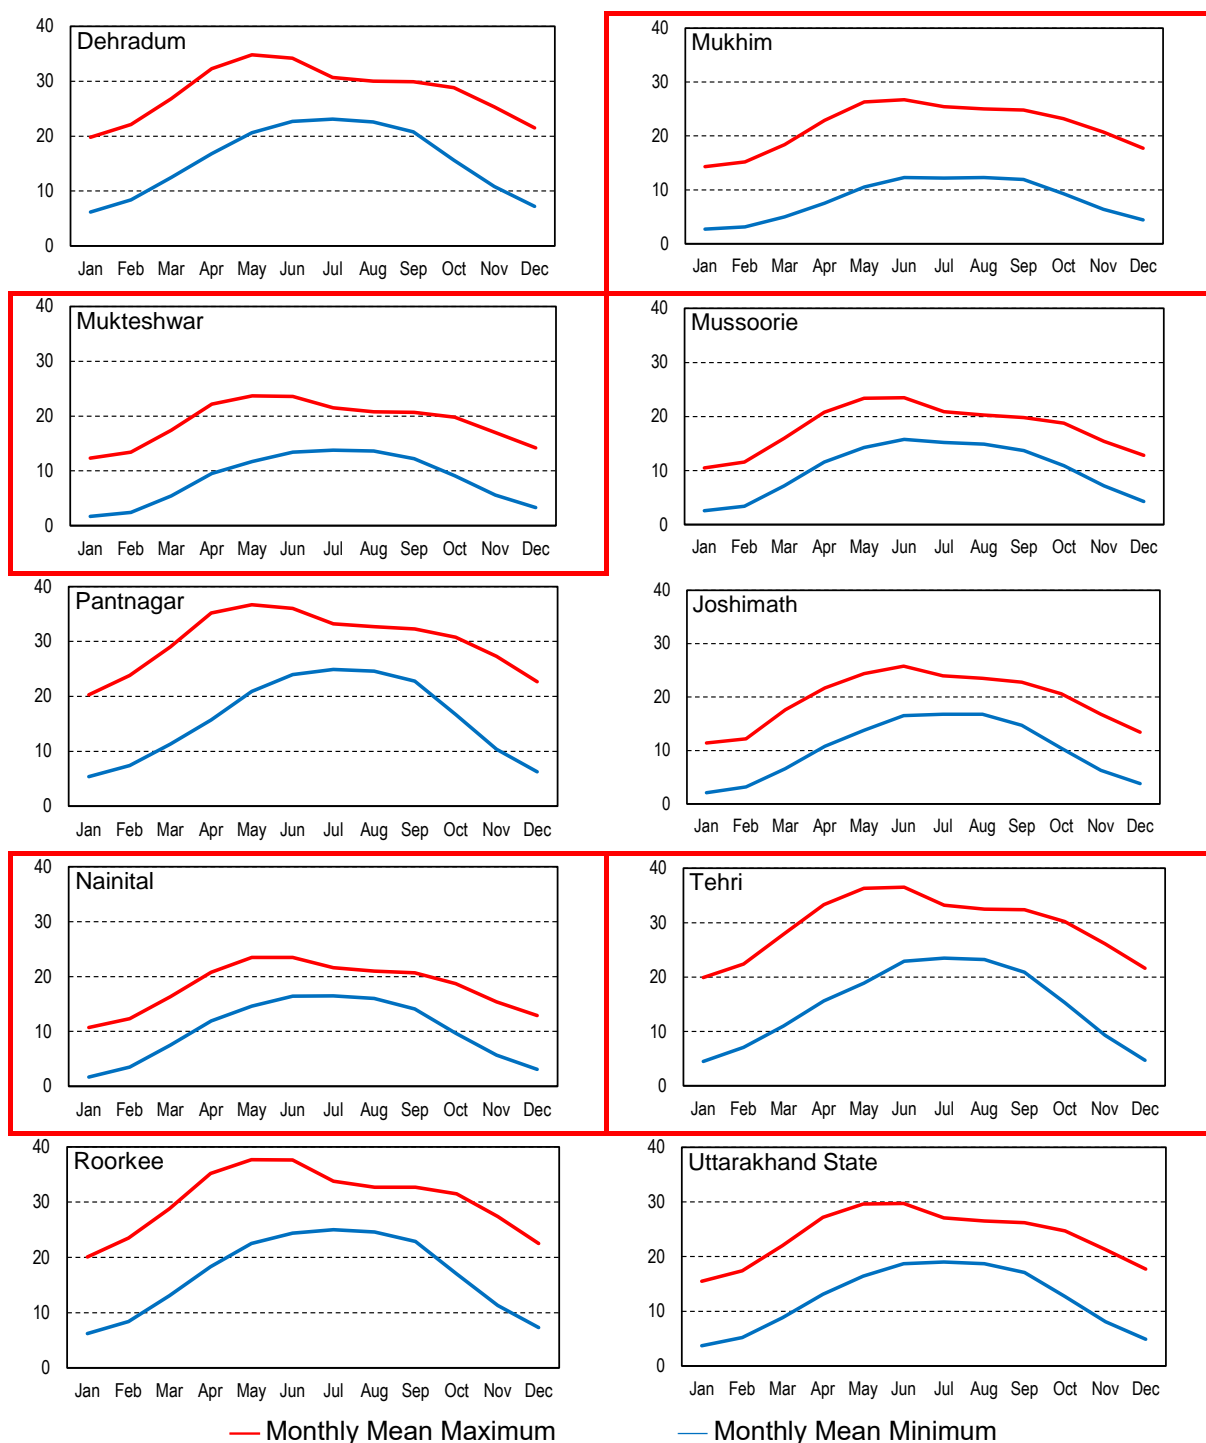 Dehradum
40
30
20
10
0
Jan Feb Mar Apr May Jun Jul Aug Sep Oct Nov Dec
Mukhim
40
30
20
10
0
Jan Feb Mar Apr May Jun Jul Aug Sep Oct Nov Dec
Mukteshwar
40
30
20
10
0
Jan Feb Mar Apr May Jun Jul Aug Sep Oct Nov Dec
Mussoorie
40
30
20
10
0
Jan Feb Mar Apr May Jun Jul Aug Sep Oct Nov Dec
Pantnagar
40
30
20
10
0
Jan Feb Mar Apr May Jun Jul Aug Sep Oct Nov Dec
Joshimath
40
30
20
10
0
Jan Feb Mar Apr May Jun Jul Aug Sep Oct Nov Dec
Nainital
40
30
20
10
0
Jan Feb Mar Apr May Jun Jul Aug Sep Oct Nov Dec
Tehri
40
30
20
10
0
Jan Feb Mar Apr May Jun Jul Aug Sep Oct Nov Dec
Roorkee
40
30
20
10
0
Jan Feb Mar Apr May Jun Jul Aug Sep Oct Nov Dec
Uttarakhand State
40
30
20
10
0
Jan Feb Mar Apr May Jun Jul Aug Sep Oct Nov Dec
Monthly Mean Maximum
Monthly Mean Minimum